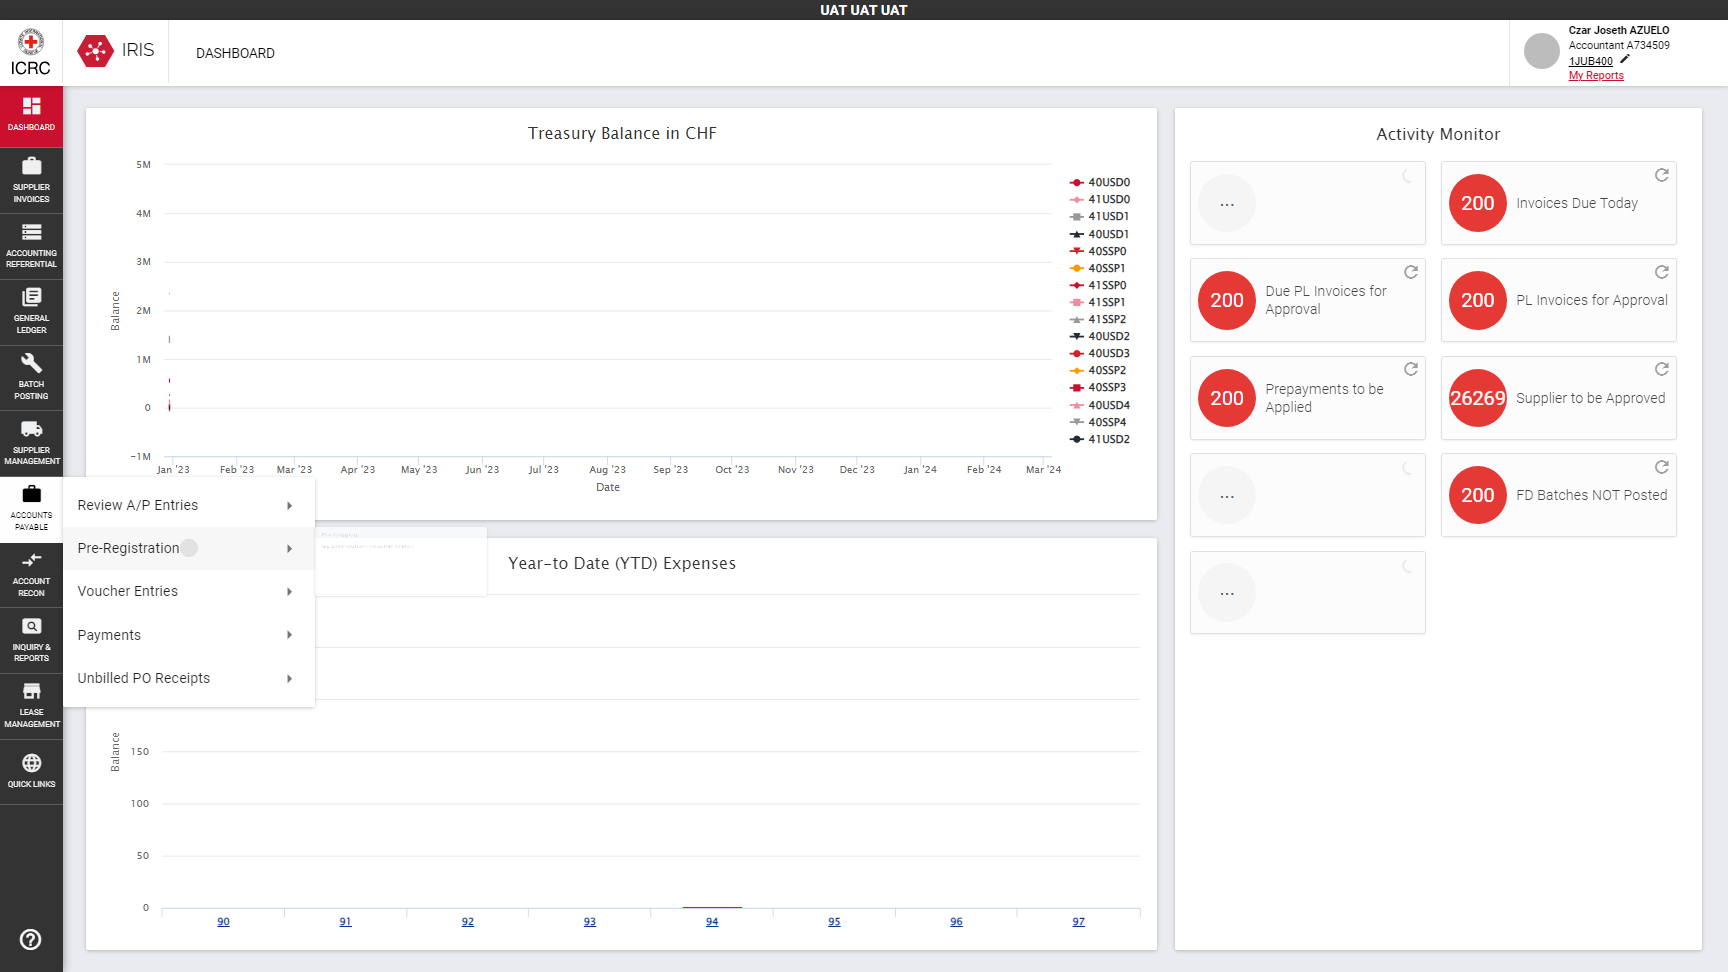 UAT UAT UAT
ICRC
IRIS
DASHBOARD
Czar Joseth AZUELO
Accountant A734509
1JUB400
My Reports
DASHBOARD
SUPPLIER
INVOICES
ACCOUNTING
REFERENTIAL
GENERAL
LEDGER
BATCH
POSTING
SUPPLIER
MANAGEMENT
ACCOUNTS
PAYABLE
ACCOUNT
RECON
INQUIRY &
REPORTS
LEASE
MANAGEMENT
QUICK LINKS
Review A/P Entries
Pre-Registration
Voucher Entries
Payments
Unbilled PO Receipts
Treasury Balance in CHF
Balance
5M
4M
3M
2M
1M
0
-1M
Jan '23
Feb '23
Mar '23
Apr '23
May '23
Jun '23
Jul '23
Aug '23
Sep '23
Oct '23
Nov '23
Dec '23
Jan '24
Feb '24
Mar '24
Date
40USD0
41USD0
41USD1
40USD1
40SSP0
40SSP1
41SSP0
41SSP1
41SSP2
40USD2
40USD3
40SSP2
40SSP3
40USD4
40SSP4
41USD2
Year-to Date (YTD) Expenses
Balance
150
100
50
0
90
91
92
93
94
95
96
97
Activity Monitor
...
200
Invoices Due Today
200
Due PL Invoices for
Approval
200
PL Invoices for Approval
200
Prepayments to be
Applied
26269
Supplier to be Approved
...
200
FD Batches NOT Posted
...